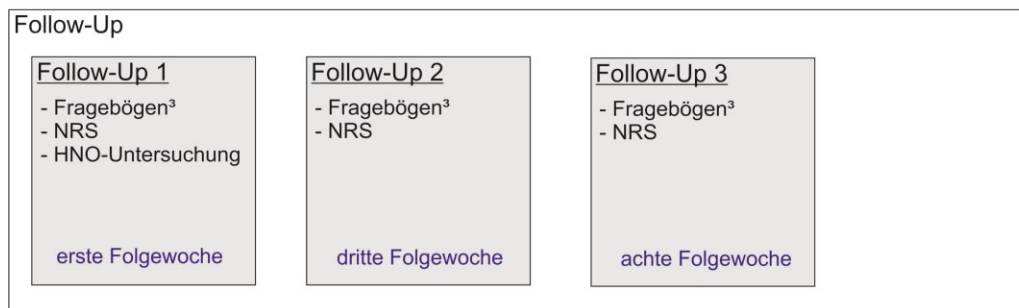 Follow-Up
Follow-Up 1
- Fragebögen³
- NRS
- HNO-Untersuchung
erste Folgewoche
Follow-Up 2
- Fragebögen³
- NRS
dritte Folgewoche
Follow-Up 3
- Fragebögen³
- NRS
achte Folgewoche